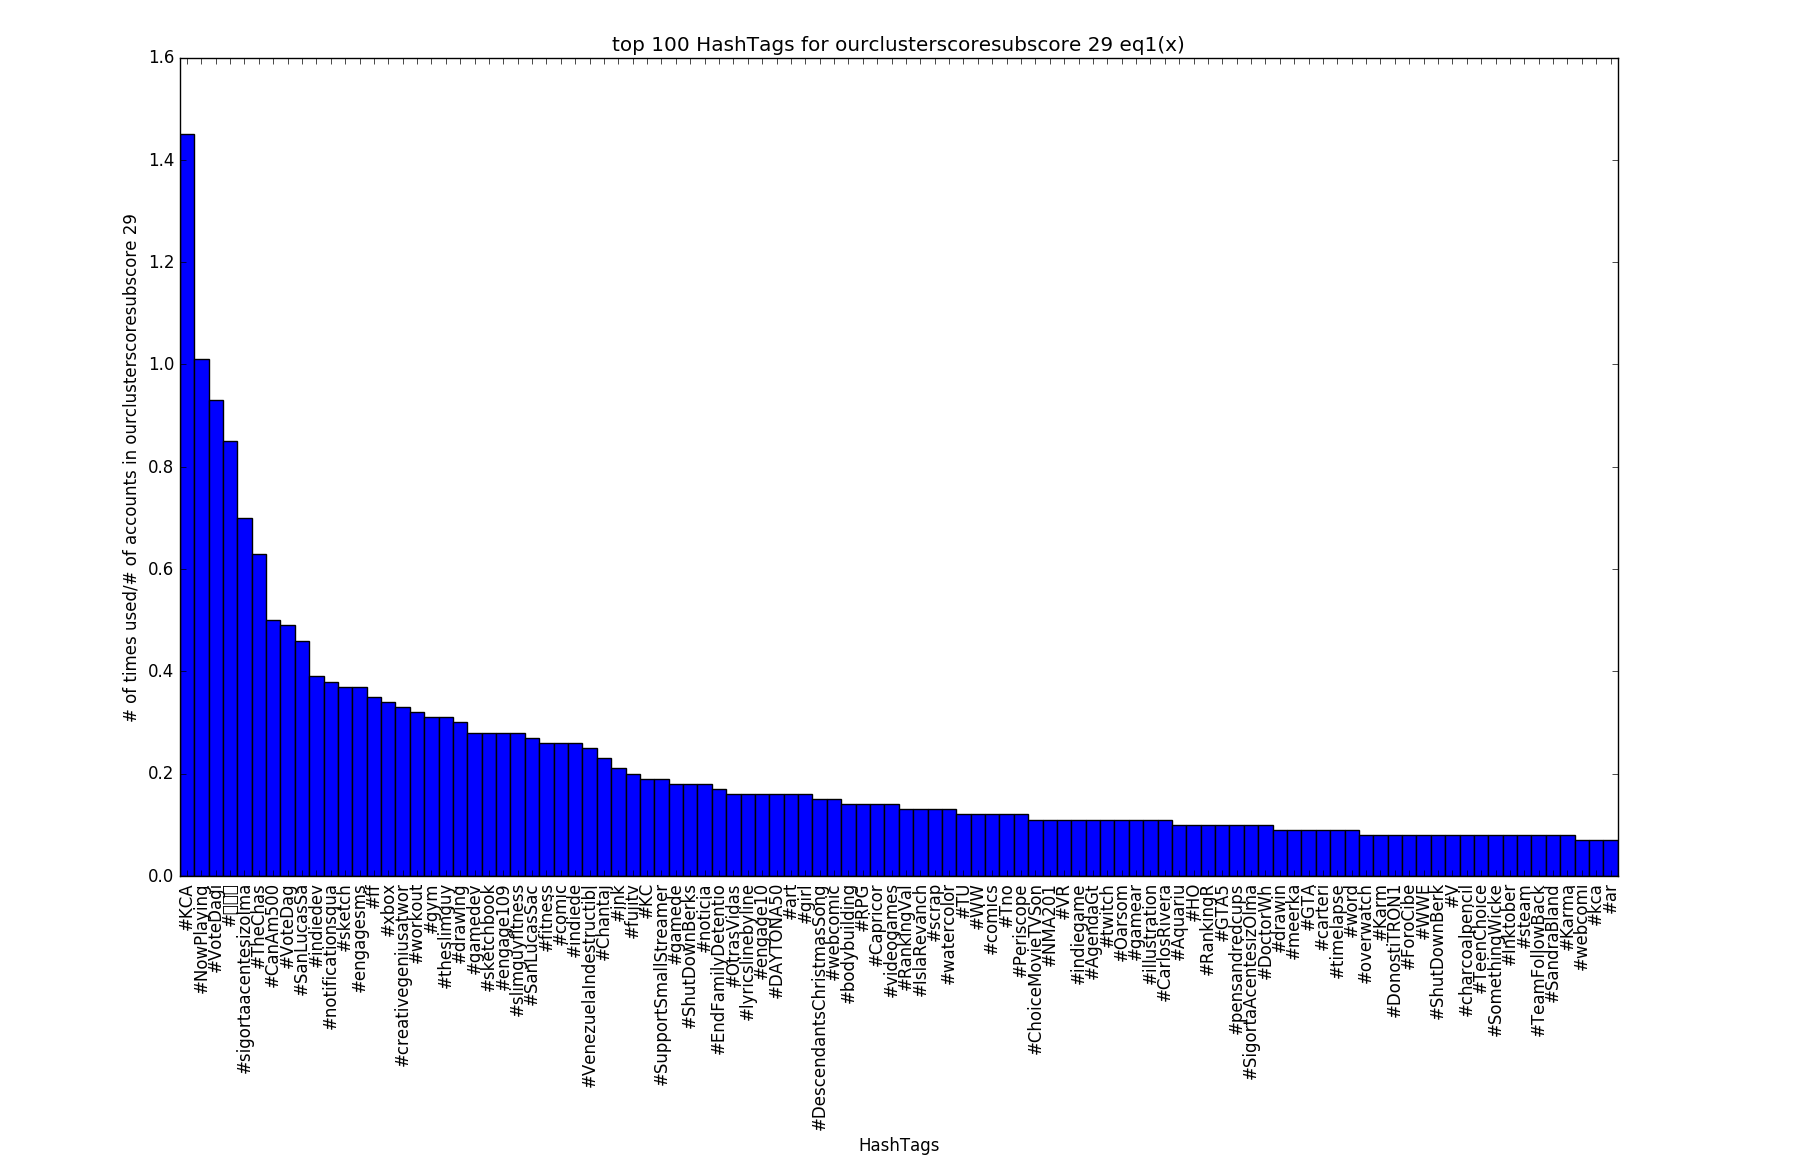 top 100 HashTags for ourclusterscoresubscore 29 eq1(x)
# of times used/# of accounts in ourclusterscoresubscore 29
1.6
1.4
1.2
1.0
0.8
0.6
0.4
0.2
0.0
#KCA
#NowPlaying
#VoteDagi
#□□□
#sigortaacentesizolma
#TheChas
#CanAm500
#VoteDag
#SanLucasSa
#indiedev
#notificationsqua
#sketch
#engagesms
#ff
#xbox
#creativegeniusatwor
#workout
#gym
#theslimguy
#drawing
#gamedev
#sketchbook
#engage109
#slimguyfitness
#SanLucasSac
#fitness
#comic
#indiede
#VenezuelaIndestructibl
#Chantaj
#ink
#fujitv
#KC
#SupportSmallStreamer
#gamede
#ShutDownBerks
#noticia
#EndFamilyDetentio
#OtrasVidas
#lyricslinebyline
#engage10
#DAYTONA50
#art
#girl
#DescendantsChristmasSong
#webcomic
#bodybuilding
#RPG
#Capricor
#videogames
#RankingVal
#IslaRevanch
#scrap
#watercolor
#TU
#WW
#comics
#Tno
#Periscope
#ChoiceMovieTVSon
#NMA201
#VR
#indiegame
#AgendaGt
#twitch
#Oarsom
#gamear
#illustration
#CarlosRivera
#Aquariu
#HO
#RankingR
#GTA5
#pensandredcups
#SigortaAcentesizOlma
#DoctorWh
#drawin
#meerka
#GTA
#carteri
#timelapse
#word
#overwatch
#Karm
#DonostiTRON1
#ForoCibe
#WWE
#ShutDownBerk
#V
#charcoalpencil
#TeenChoice
#SomethingWicke
#Inktober
#steam
#TeamFollowBack
#SandraBland
#Karma
#webcomi
#kca
#ar
HashTags